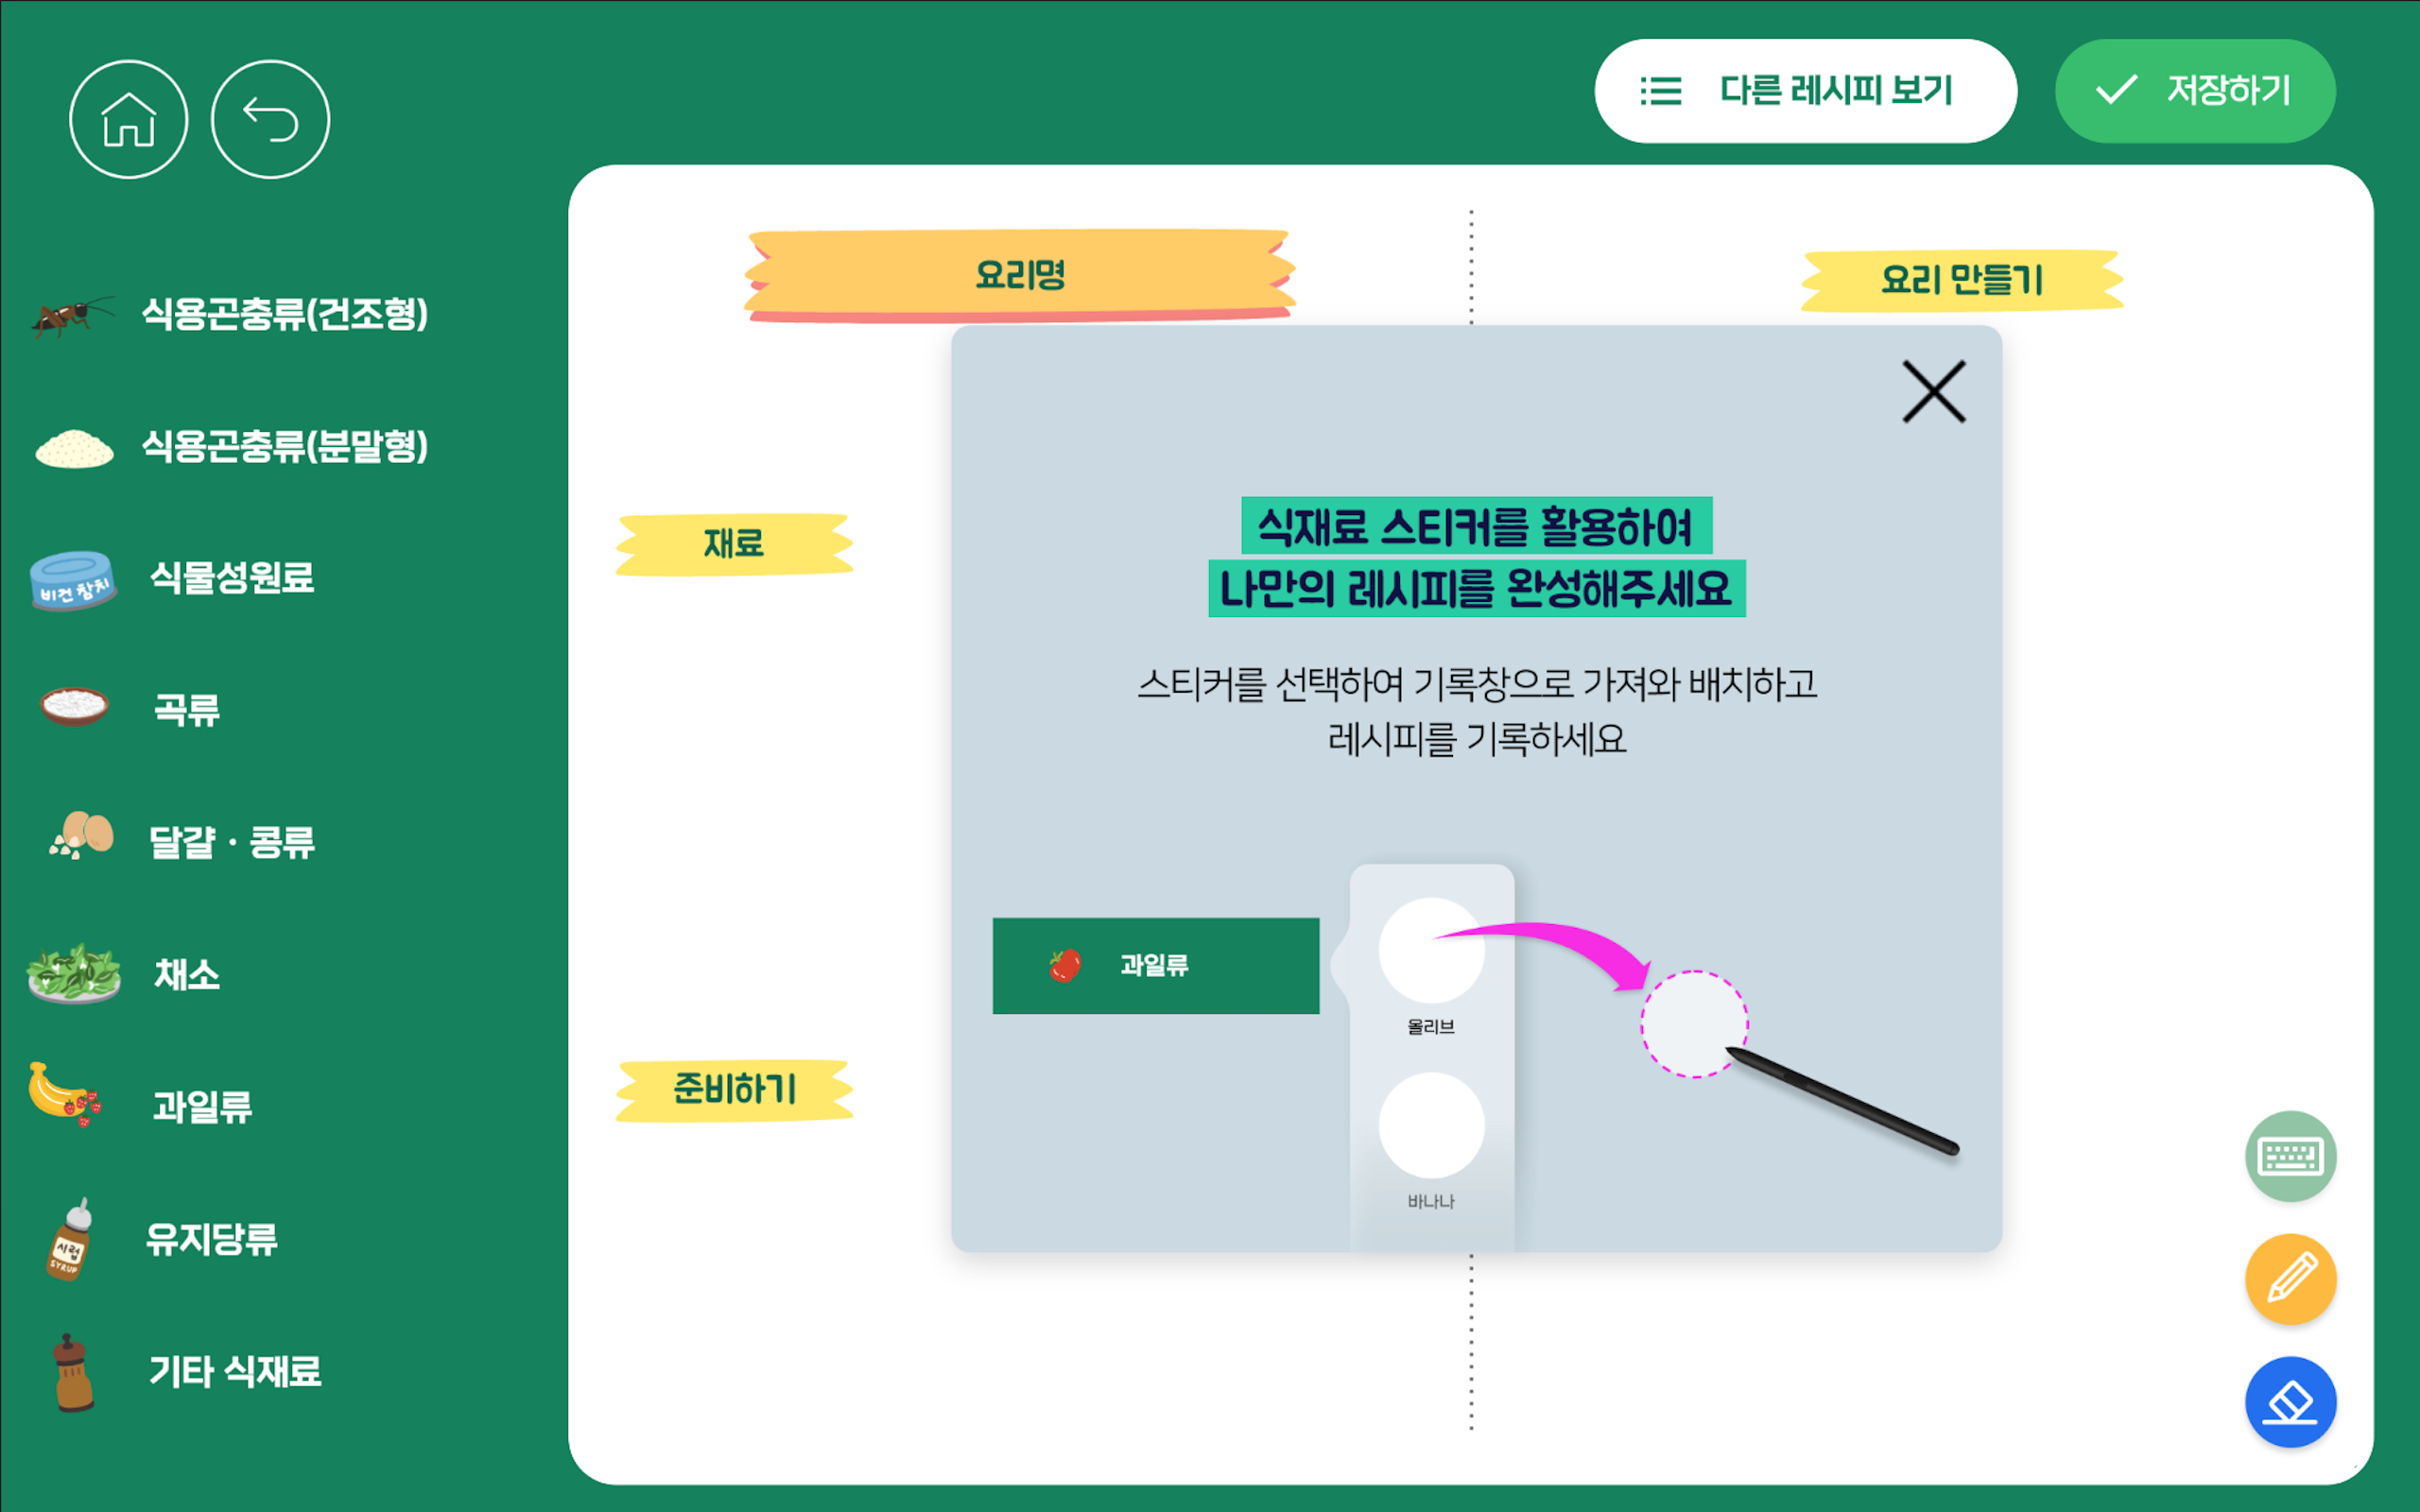 다른 레시피 보기
저장하기
식용곤충류(건조형)
식용곤충류(분말형)
비건 참치
식물성원료
곡류
달걀 · 콩류
채소
과일류
시럽
SYRUP
유지당류
기타 식재료
요리명
요리 만들기
재료
준비하기
식재료 스티커를 활용하여
나만의 레시피를 완성해주세요
스티커를 선택하여 기록창으로 가져와 배치하고
레시피를 기록하세요
과일류
올리브
바나나